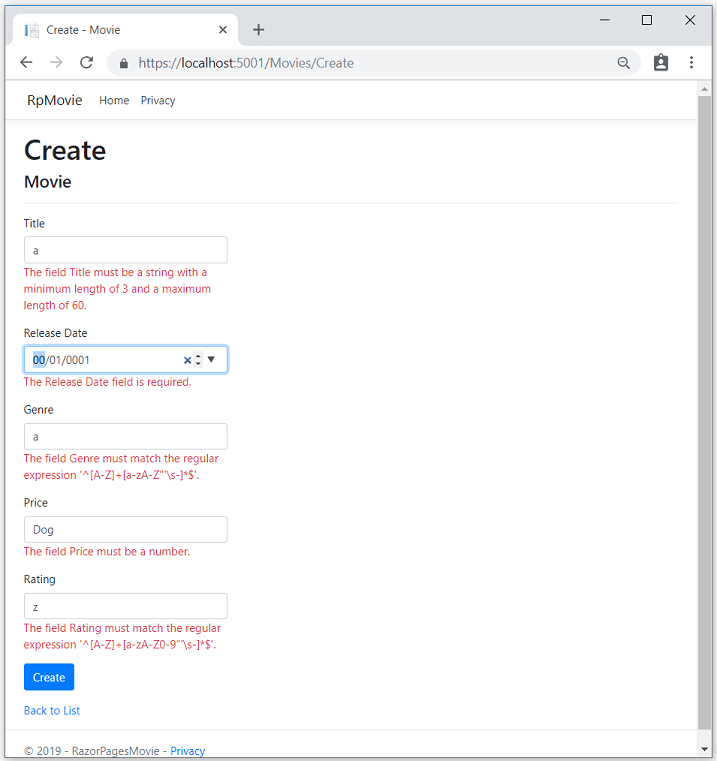 Create - Movie
https://localhost:5001/Movies/Create
RpMovie Home Privacy
Create
Movie
Title
a
The field Title must be a string with a
minimum length of 3 and a maximum
length of 60.
Release Date
00/01/0001
The Release Date field is required.
Genre
a
The field Genre must match the regular
expression '^[A-Z]+[a-zA-Z"'\s-]*$'.
Price
Dog
The field Price must be a number.
Rating
z
The field Rating must match the regular
expression '^[A-Z]+[a-zA-Z0-9"'\s-]*$'.
Create
Back to List
© 2019 - RazorPagesMovie - Privacy